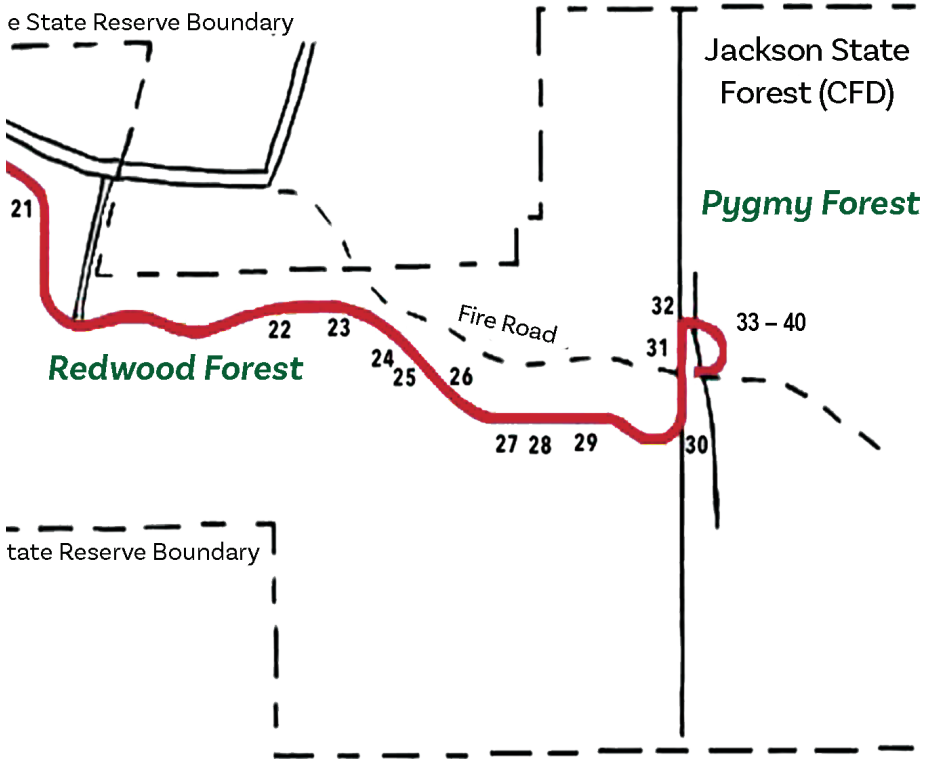 e State Reserve Boundary
Jackson State
Forest (CFD)
Pygmy Forest
21
32
33 – 40
Fire Road
22
23
31
24
Redwood Forest
25
26
27
28
29
30
tate Reserve Boundary